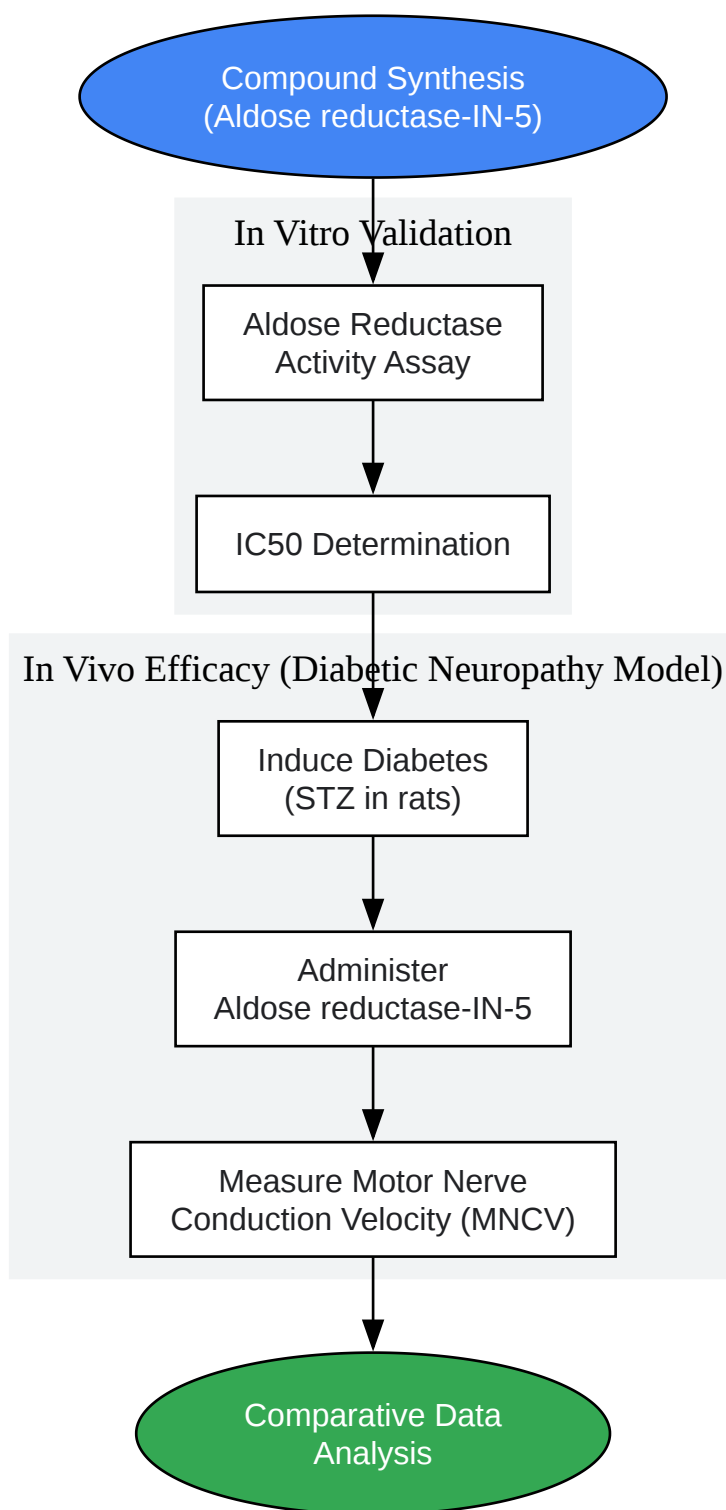 Compound Synthesis
(Aldose reductase-IN-5)
In Vitro Validation
Aldose Reductase
Activity Assay
IC50 Determination
In Vivo Efficacy (Diabetic Neuropathy Model)
Induce Diabetes
(STZ in rats)
Administer
Aldose reductase-IN-5
Measure Motor Nerve
Conduction Velocity (MNCV)
Comparative Data
Analysis